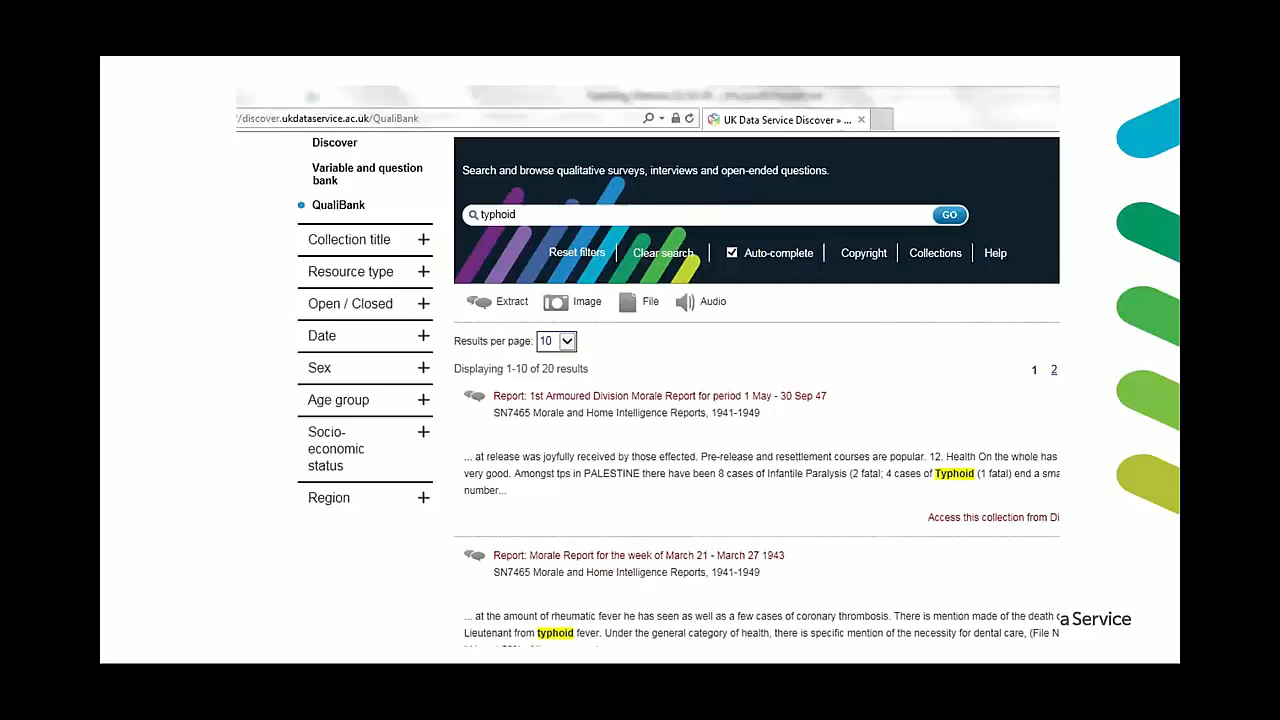 /discover.ukdataservice.ac.uk/QualiBank
UK Data Service Discover » ...
Discover
Variable and question
bank
QualiBank
Collection title
Resource type
Open / Closed
Date
Sex
Age group
Socio-
economic
status
Region
Search and browse qualitative surveys, interviews and open-ended questions.
typhoid GO
Reset filters Clear search Auto-complete Copyright Collections Help
Extract Image File Audio
Results per page: 10
Displaying 1-10 of 20 results 1 2
Report: 1st Armoured Division Morale Report for period 1 May - 30 Sep 47
SN7465 Morale and Home Intelligence Reports, 1941-1949
... at release was joyfully received by those effected. Pre-release and resettlement courses are popular. 12. Health On the whole has
very good. Amongst tps in PALESTINE there have been 8 cases of Infantile Paralysis (2 fatal; 4 cases of Typhoid (1 fatal) end a sma
number...
Access this collection from Di
Report: Morale Report for the week of March 21 - March 27 1943
SN7465 Morale and Home Intelligence Reports, 1941-1949
... at the amount of rheumatic fever he has seen as well as a few cases of coronary thrombosis. There is mention made of the death
Lieutenant from typhoid fever. Under the general category of health, there is specific mention of the necessity for dental care, (File N
a Service